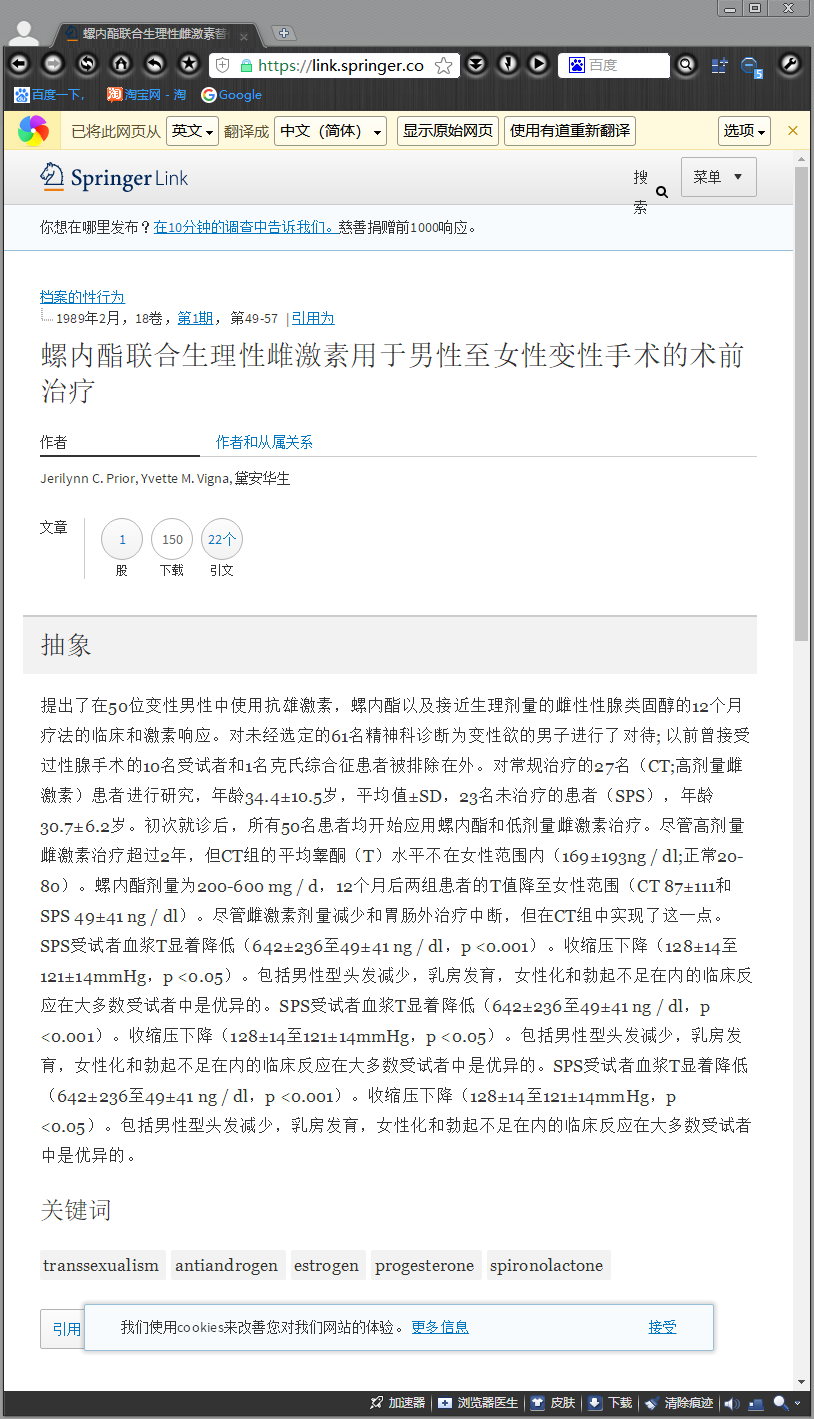 螺内酯联合生理性雌激素替
https://link.springer.co
百度
5
百度一下,
淘宝网 - 淘
Google
已将此网页从 英文 翻译成 中文（简体） 显示原始网页 使用有道重新翻译 选项
Springer Link
搜索
菜单
你想在哪里发布？在10分钟的调查中告诉我们。慈善捐赠前1000响应。
档案的性行为
1989年2月，18卷，第1期，第49-57 | 引用为
螺内酯联合生理性雌激素用于男性至女性变性手术的术前
治疗
作者
作者和从属关系
Jerilynn C. Prior, Yvette M. Vigna, 黛安华生
文章
1
股
150
下载
22个
引文
抽象
提出了在50位变性男性中使用抗雄激素，螺内酯以及接近生理剂量的雌性性腺类固醇的12个月
疗法的临床和激素响应。对未经选定的61名精神科诊断为变性欲的男子进行了对待; 以前曾接受
过性腺手术的10名受试者和1名克氏综合征患者被排除在外。对常规治疗的27名（CT;高剂量雌
激素）患者进行研究，年龄34.4±10.5岁，平均值±SD，23名未治疗的患者（SPS），年龄
30.7±6.2岁。初次就诊后，所有50名患者均开始应用螺内酯和低剂量雌激素治疗。尽管高剂量
雌激素治疗超过2年，但CT组的平均睾酮（T）水平不在女性范围内（169±193ng / dl;正常20-
80）。螺内酯剂量为200-600 mg / d，12个月后两组患者的T值降至女性范围（CT 87±111和
SPS 49±41 ng / dl）。尽管雌激素剂量减少和胃肠外治疗中断，但在CT组中实现了这一点。
SPS受试者血浆T显着降低（642±236至49±41 ng / dl，p <0.001）。收缩压下降（128±14至
121±14mmHg，p <0.05）。包括男性型头发减少，乳房发育，女性化和勃起不足在内的临床反
应在大多数受试者中是优异的。SPS受试者血浆T显着降低（642±236至49±41 ng / dl，p
<0.001）。收缩压下降（128±14至121±14mmHg，p <0.05）。包括男性型头发减少，乳房发
育，女性化和勃起不足在内的临床反应在大多数受试者中是优异的。SPS受试者血浆T显着降低
（642±236至49±41 ng / dl，p <0.001）。收缩压下降（128±14至121±14mmHg，p
<0.05）。包括男性型头发减少，乳房发育，女性化和勃起不足在内的临床反应在大多数受试者
中是优异的。
关键词
transsexualism antiandrogen estrogen progesterone spironolactone
引用
我们使用cookies来改善您对我们网站的体验。更多信息
接受
加速器 浏览器医生 皮肤 下载 清除痕迹